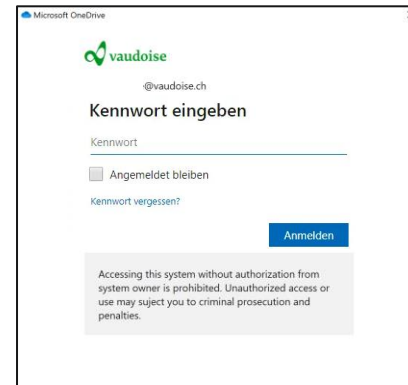 Microsoft OneDrive
vaudoise
@vaudoise.ch
Kennwort eingeben
Kennwort
Angemeldet bleiben
Kennwort vergessen?
Anmelden
Accessing this system without authorization from
system owner is prohibited. Unauthorized access or
use may suject you to criminal prosecution and
penalties.